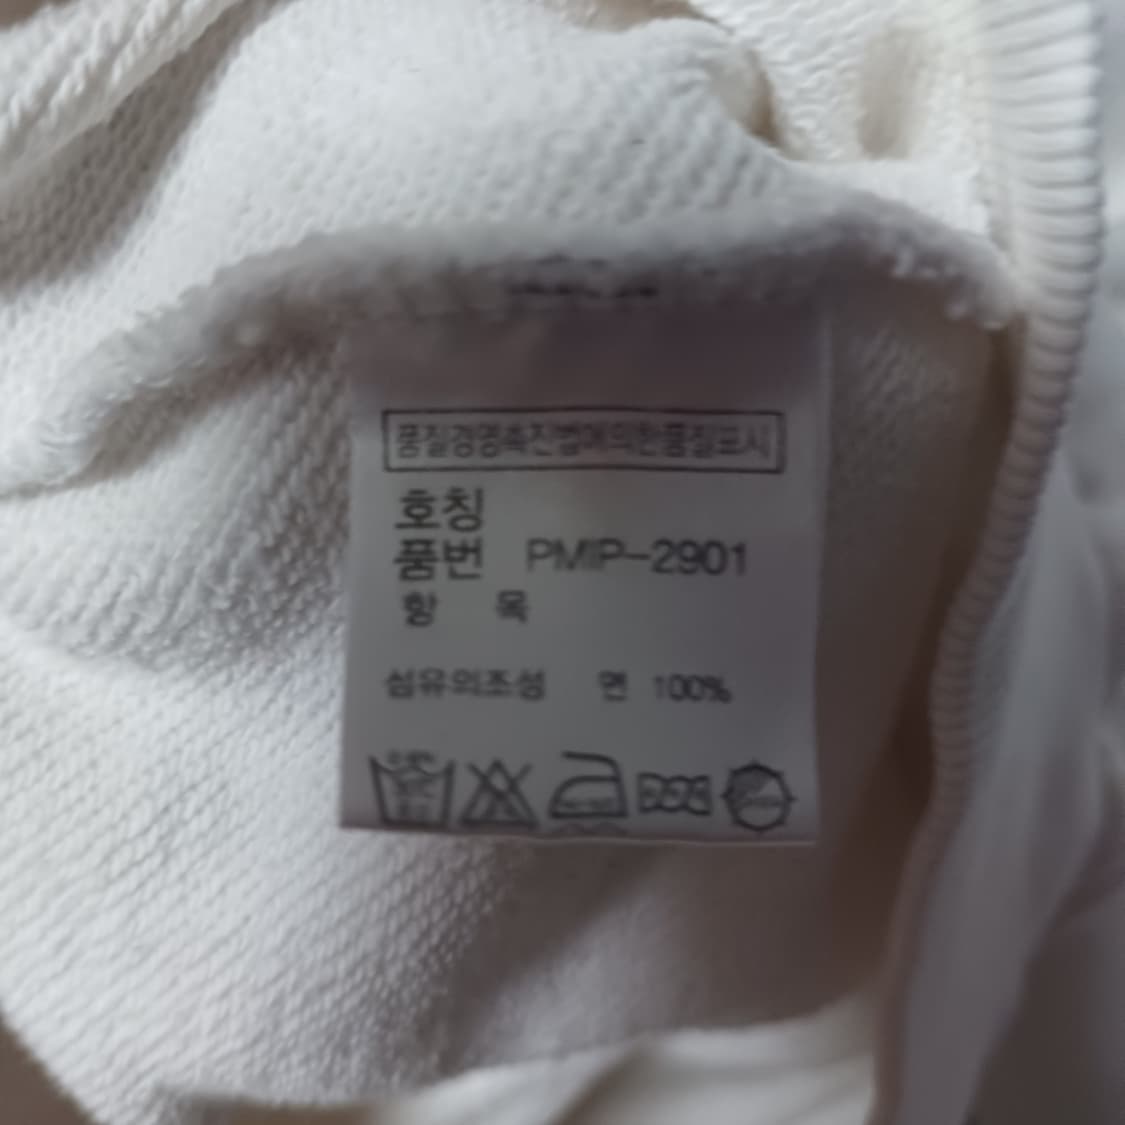 품질경영촉진법에의한품질표시
호칭
품번 PMIP-2901
항 목
섬유의조성 면 100%